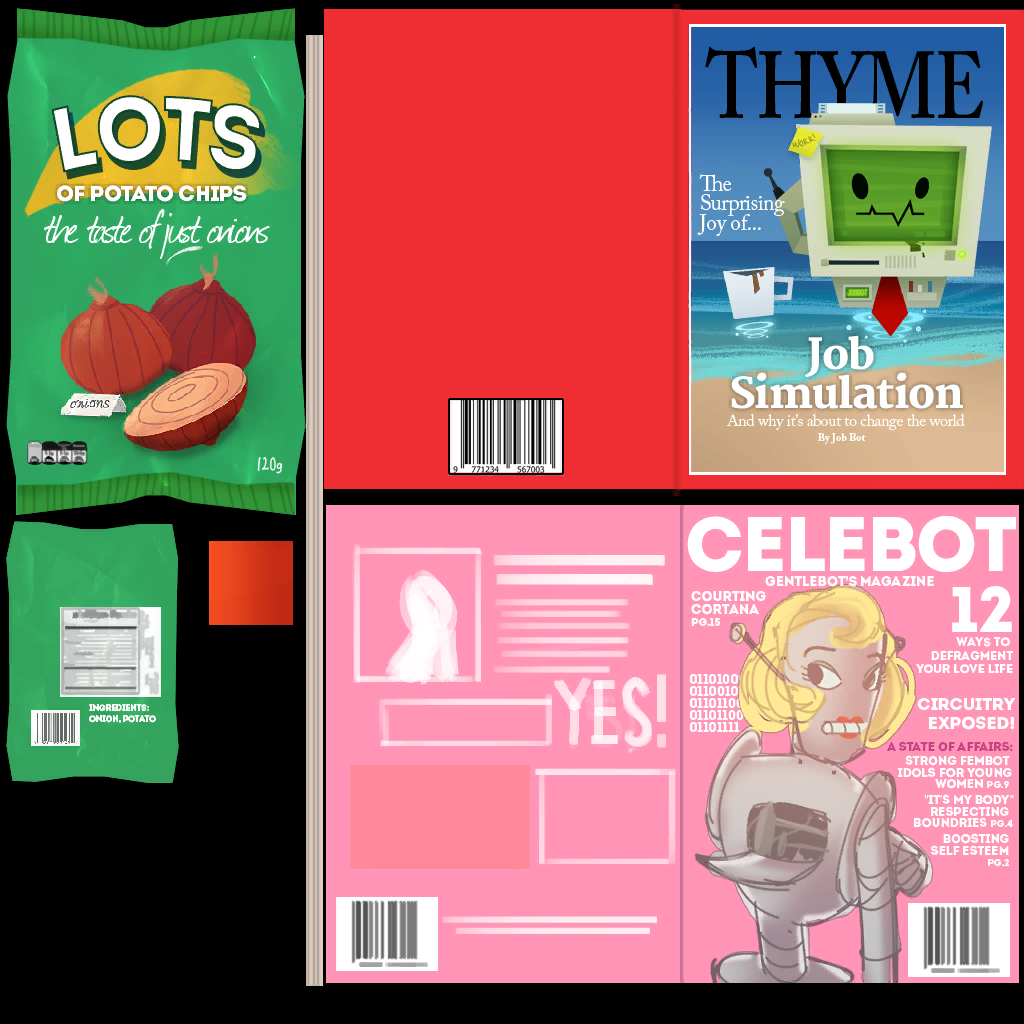 LOTS
OF POTATO CHIPS
the taste of just onions
onions
120g
INGREDIENTS:
ONION, POTATO
9 771234 567003
THYME
WORK!
The
Surprising
Joy of...
JOBBOT
Job
Simulation
And why it's about to change the world
By Job Bot
YES!
CELEBOT
GENTLEBOT'S MAGAZINE
COURTING
CORTANA
PG.15
12
WAYS TO
DEFRAGMENT
YOUR LOVE LIFE
0110100
0110010
01101100
01101100
01101111
CIRCUITRY
EXPOSED!
A STATE OF AFFAIRS:
STRONG FEMBOT
IDOLS FOR YOUNG
WOMEN PG.9
"IT'S MY BODY"
RESPECTING
BOUNDRIES PG.4
BOOSTING
SELF ESTEEM
PG.2